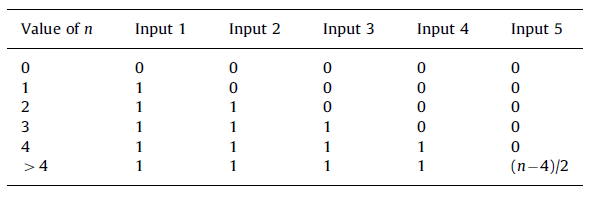 Value of n Input 1 Input 2 Input 3 Input 4 Input 5
0 0 0 0 0 0
1 1 0 0 0 0
2 1 1 0 0 0
3 1 1 1 0 0
4 1 1 1 1 0
>4 1 1 1 1 (n−4)/2